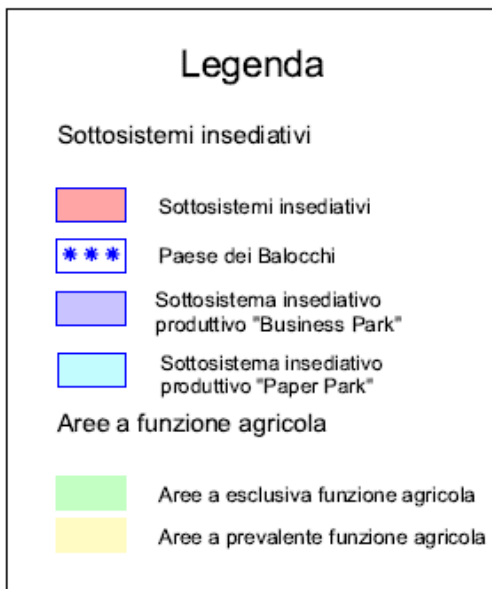 Legenda
Sottosistemi insediativi
Sottosistemi insediativi
Paese dei Balocchi
Sottosistema insediativo
produttivo "Business Park"
Sottosistema insediativo
produttivo "Paper Park"
Aree a funzione agricola
Aree a esclusiva funzione agricola
Aree a prevalente funzione agricola